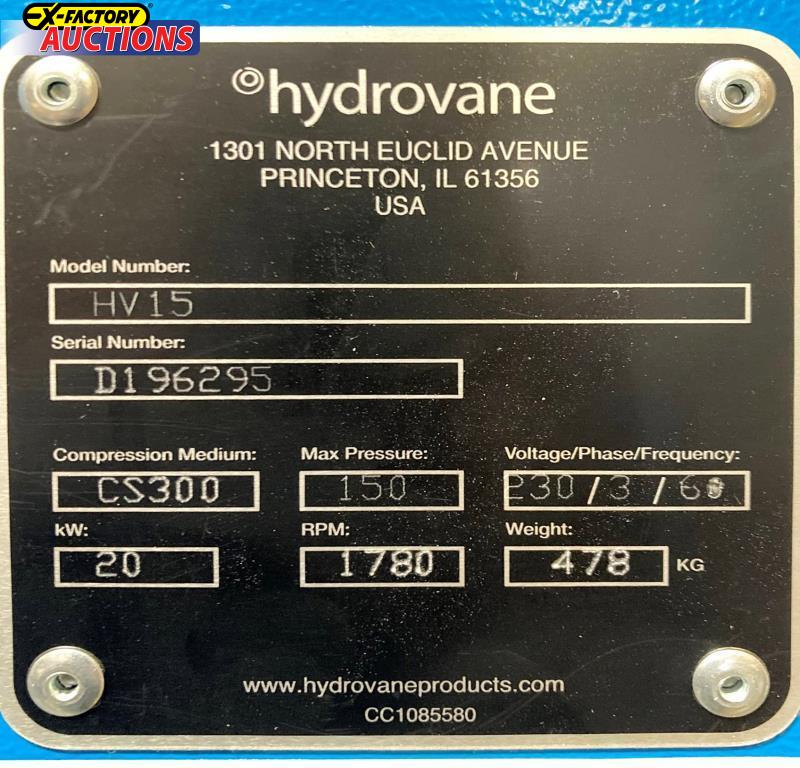 X-FACTORY
AUCTIONS
hydrovane
1301 NORTH EUCLID AVENUE
PRINCETON, IL 61356
USA
Model Number:
HV15
Serial Number:
D196295
Compression Medium: Max Pressure: Voltage/Phase/Frequency:
CS300 150 230/3/60
kW: RPM: Weight:
20 1780 478 KG
www.hydrovaneproducts.com
CC1085580